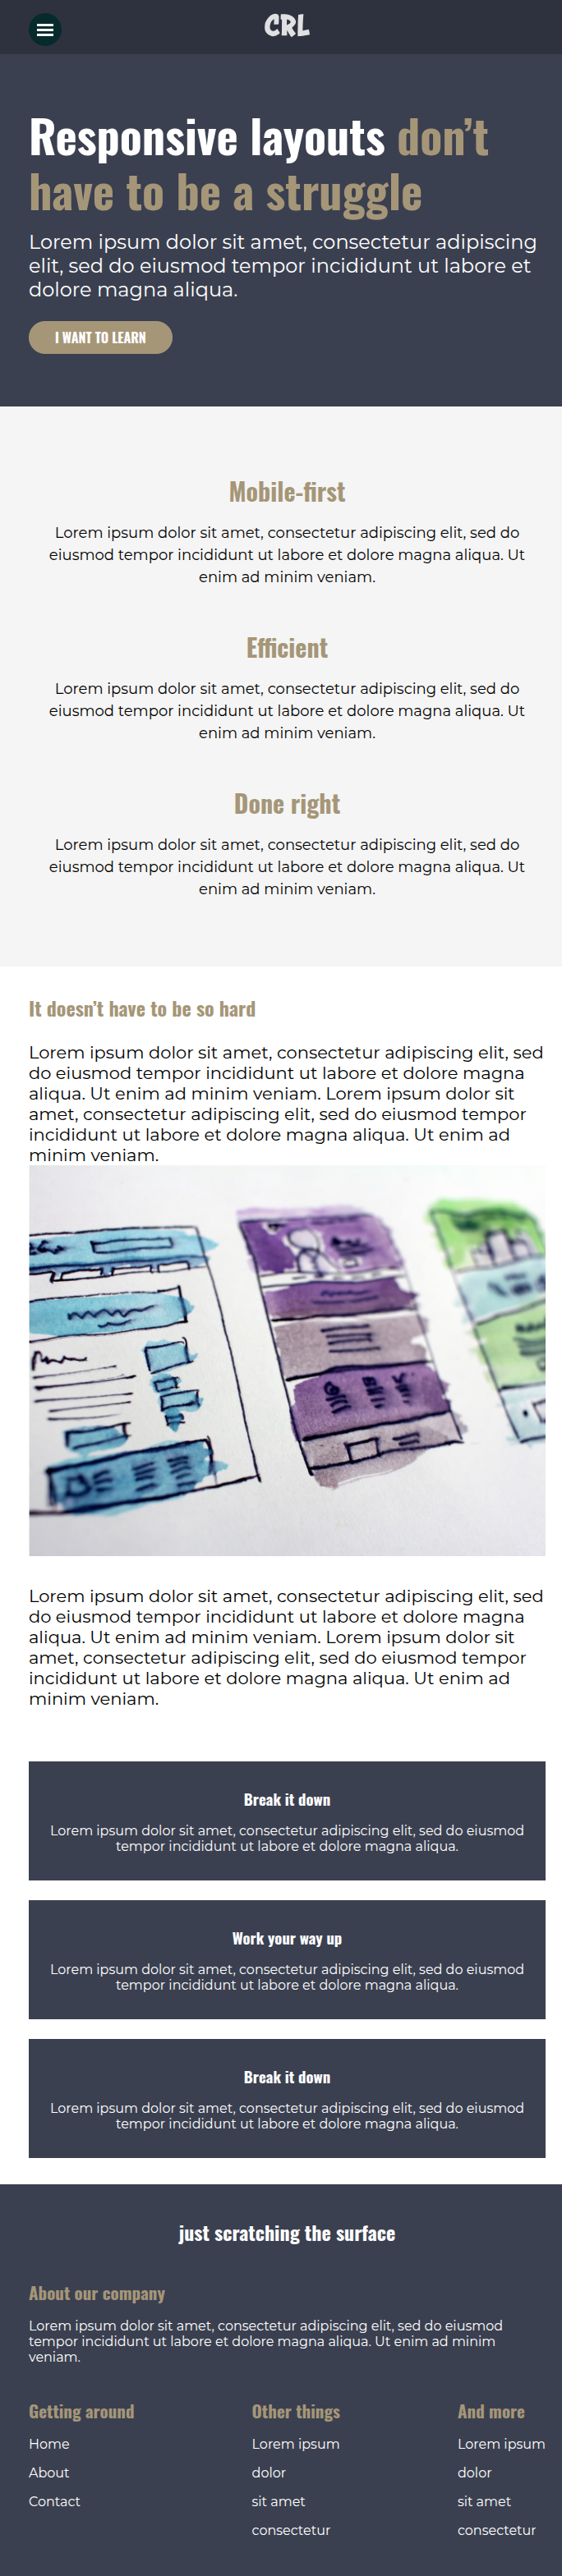 CRL
Responsive layouts don't
have to be a struggle
Lorem ipsum dolor sit amet, consectetur adipiscing
elit, sed do eiusmod tempor incididunt ut labore et
dolore magna aliqua.
I WANT TO LEARN
Mobile-first
Lorem ipsum dolor sit amet, consectetur adipiscing elit, sed do
eiusmod tempor incididunt ut labore et dolore magna aliqua. Ut
enim ad minim veniam.
Efficient
Lorem ipsum dolor sit amet, consectetur adipiscing elit, sed do
eiusmod tempor incididunt ut labore et dolore magna aliqua. Ut
enim ad minim veniam.
Done right
Lorem ipsum dolor sit amet, consectetur adipiscing elit, sed do
eiusmod tempor incididunt ut labore et dolore magna aliqua. Ut
enim ad minim veniam.
It doesn't have to be so hard
Lorem ipsum dolor sit amet, consectetur adipiscing elit, sed
do eiusmod tempor incididunt ut labore et dolore magna
aliqua. Ut enim ad minim veniam. Lorem ipsum dolor sit
amet, consectetur adipiscing elit, sed do eiusmod tempor
incididunt ut labore et dolore magna aliqua. Ut enim ad
minim veniam.
Lorem ipsum dolor sit amet, consectetur adipiscing elit, sed
do eiusmod tempor incididunt ut labore et dolore magna
aliqua. Ut enim ad minim veniam. Lorem ipsum dolor sit
amet, consectetur adipiscing elit, sed do eiusmod tempor
incididunt ut labore et dolore magna aliqua. Ut enim ad
minim veniam.
Break it down
Lorem ipsum dolor sit amet, consectetur adipiscing elit, sed do eiusmod
tempor incididunt ut labore et dolore magna aliqua.
Work your way up
Lorem ipsum dolor sit amet, consectetur adipiscing elit, sed do eiusmod
tempor incididunt ut labore et dolore magna aliqua.
Break it down
Lorem ipsum dolor sit amet, consectetur adipiscing elit, sed do eiusmod
tempor incididunt ut labore et dolore magna aliqua.
just scratching the surface
About our company
Lorem ipsum dolor sit amet, consectetur adipiscing elit, sed do eiusmod
tempor incididunt ut labore et dolore magna aliqua. Ut enim ad minim
veniam.
Getting around
Home
About
Contact
Other things
Lorem ipsum
dolor
sit amet
consectetur
And more
Lorem ipsum
dolor
sit amet
consectetur